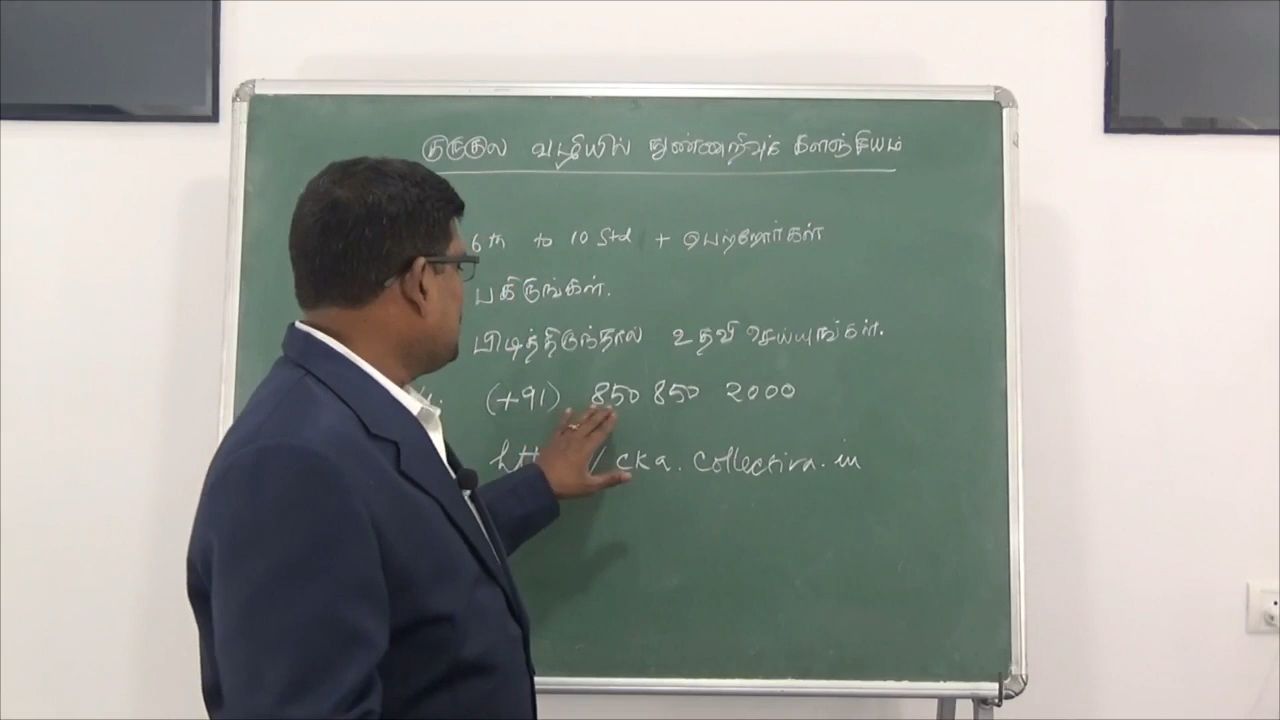 குருகுல வழியில் நுண்ணறிவுக் களஞ்சியம்
6th to 10 Std + பெற்றோர்கள்
பகிருங்கள்.
பிடித்திருந்தால் உதவி செய்யுங்கள்.
(+91) 850 850 2000
cka. collectiva. in